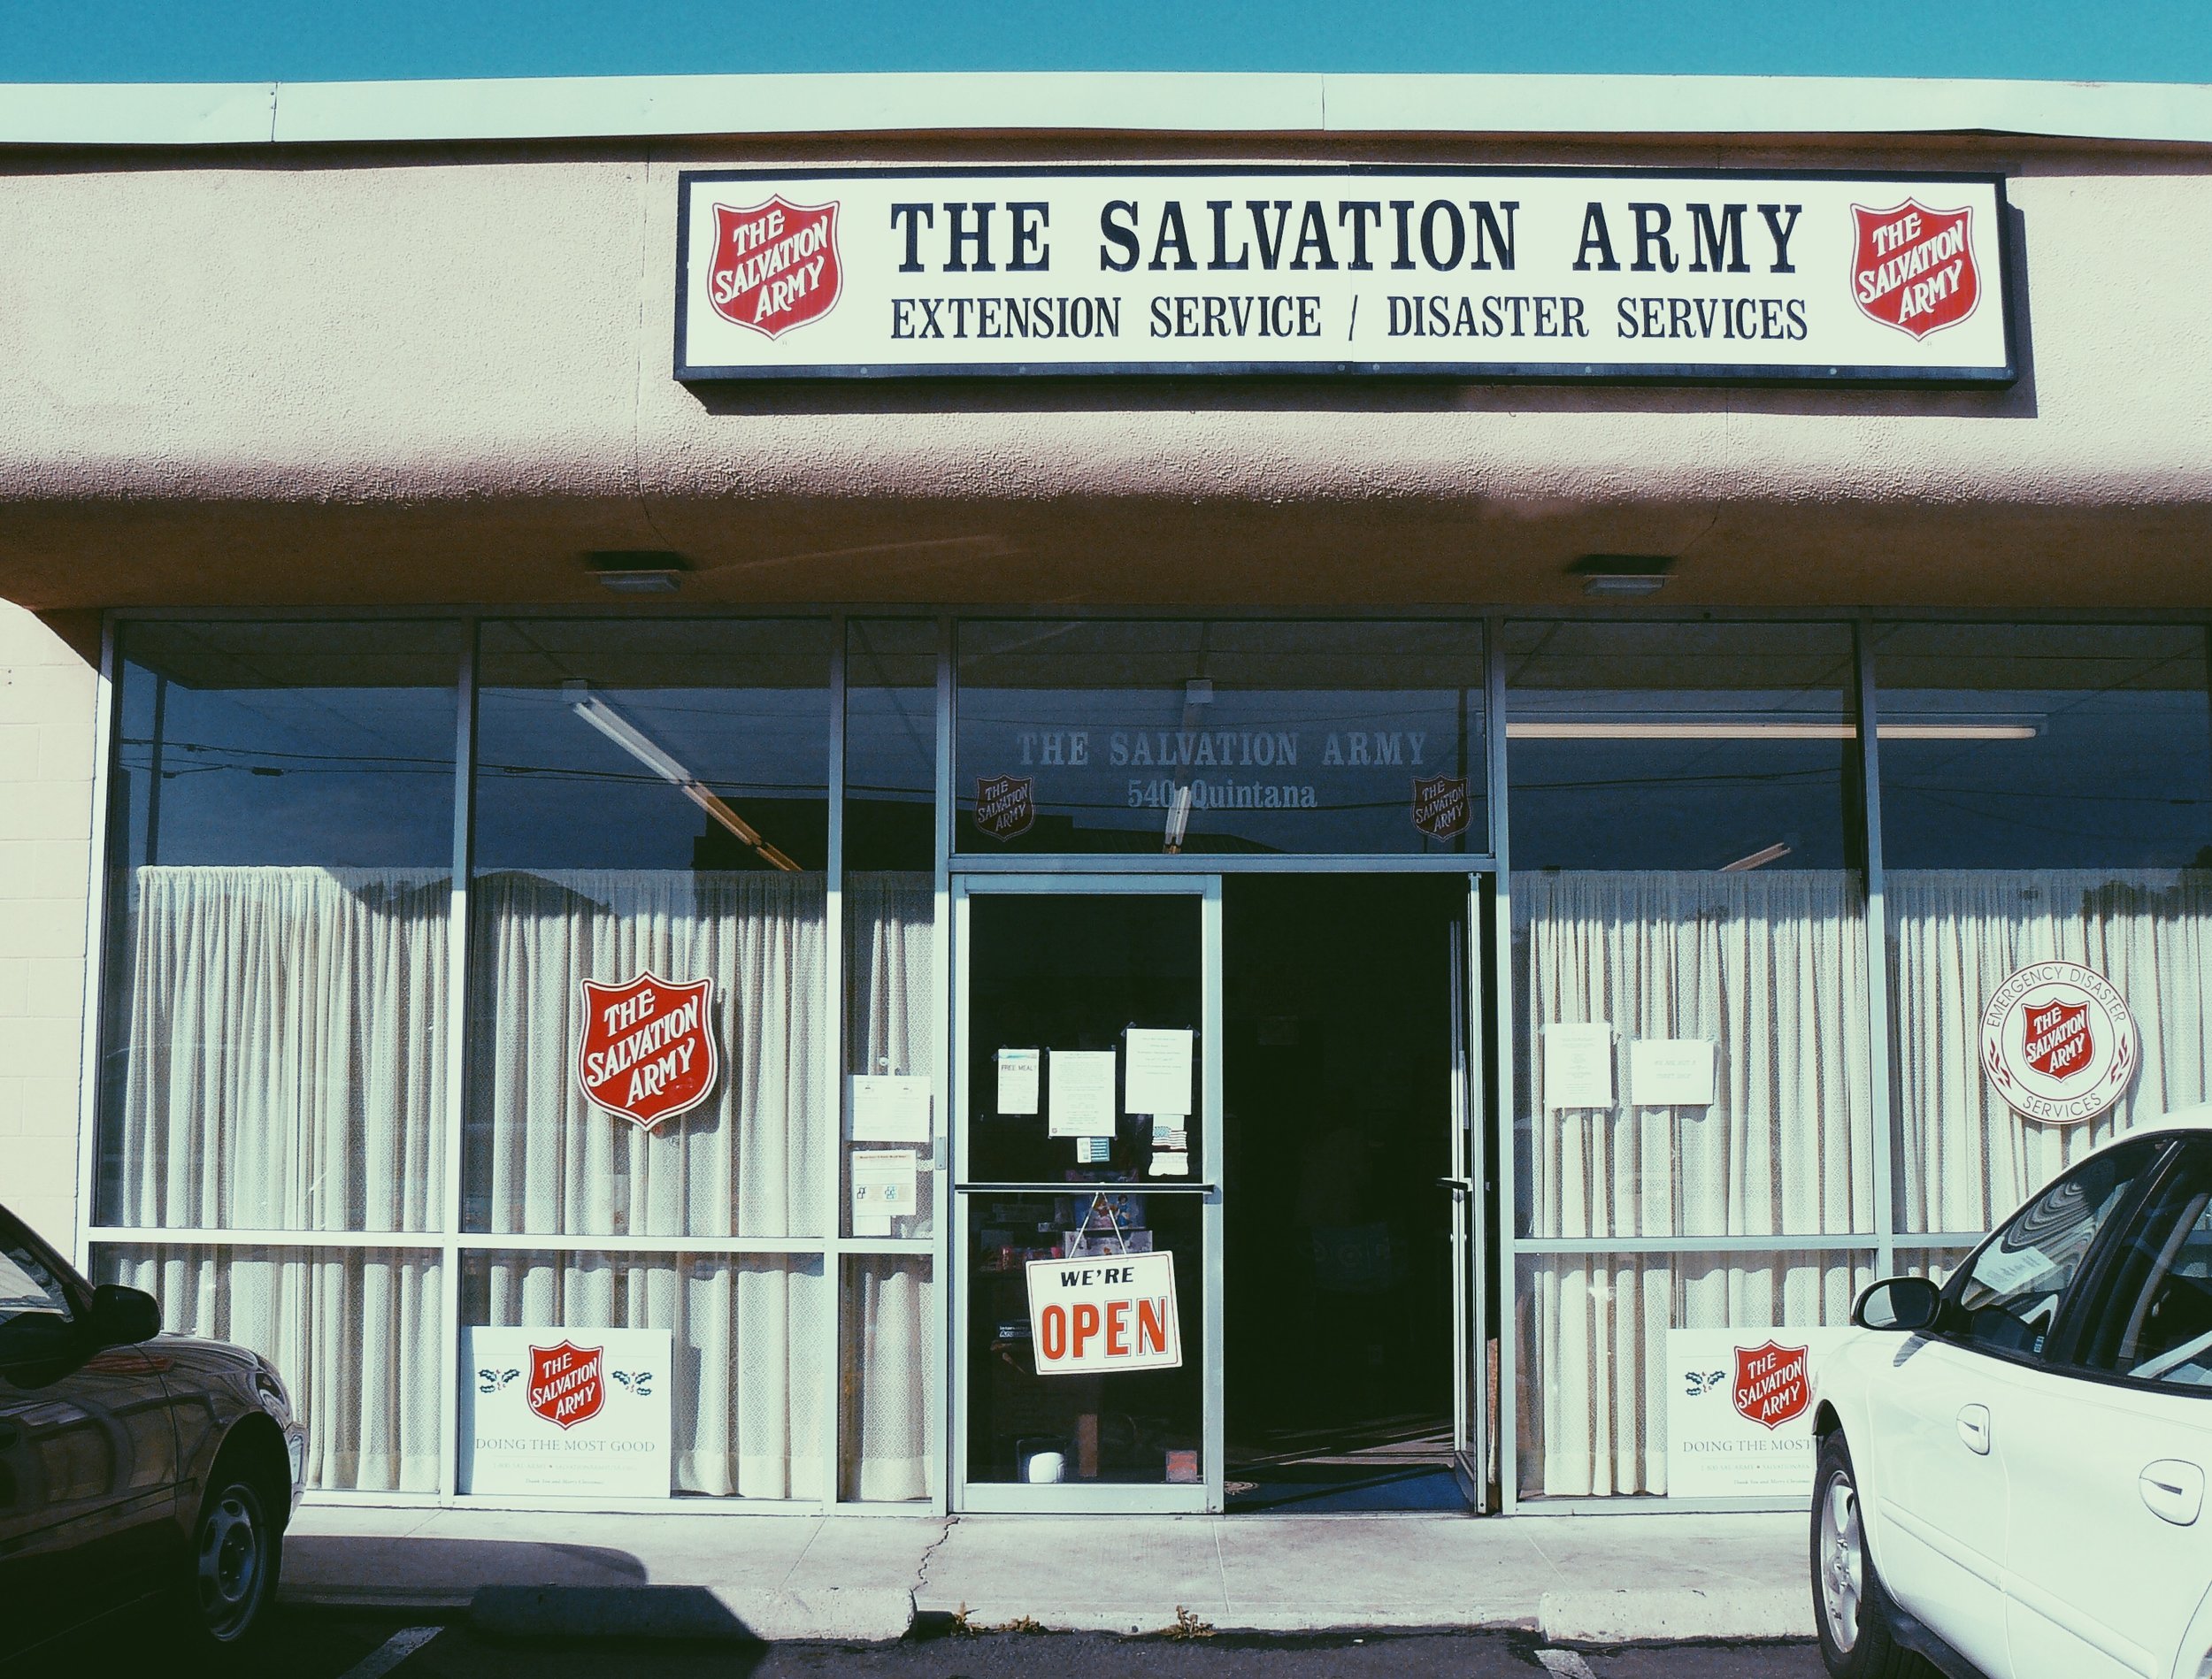 THE SALVATION ARMY
THE SALVATION ARMY
EXTENSION SERVICE / DISASTER SERVICES
THE SALVATION ARMY
THE SALVATION ARMY
540 Quintana
THE SALVATION ARMY
THE SALVATION ARMY
THE SALVATION ARMY
FREE MEAL!
EMERGENCY DISASTER
THE SALVATION ARMY
SERVICES
WE'RE
OPEN
THE SALVATION ARMY
DOING THE MOST GOOD
THE SALVATION ARMY
DOING THE MOST